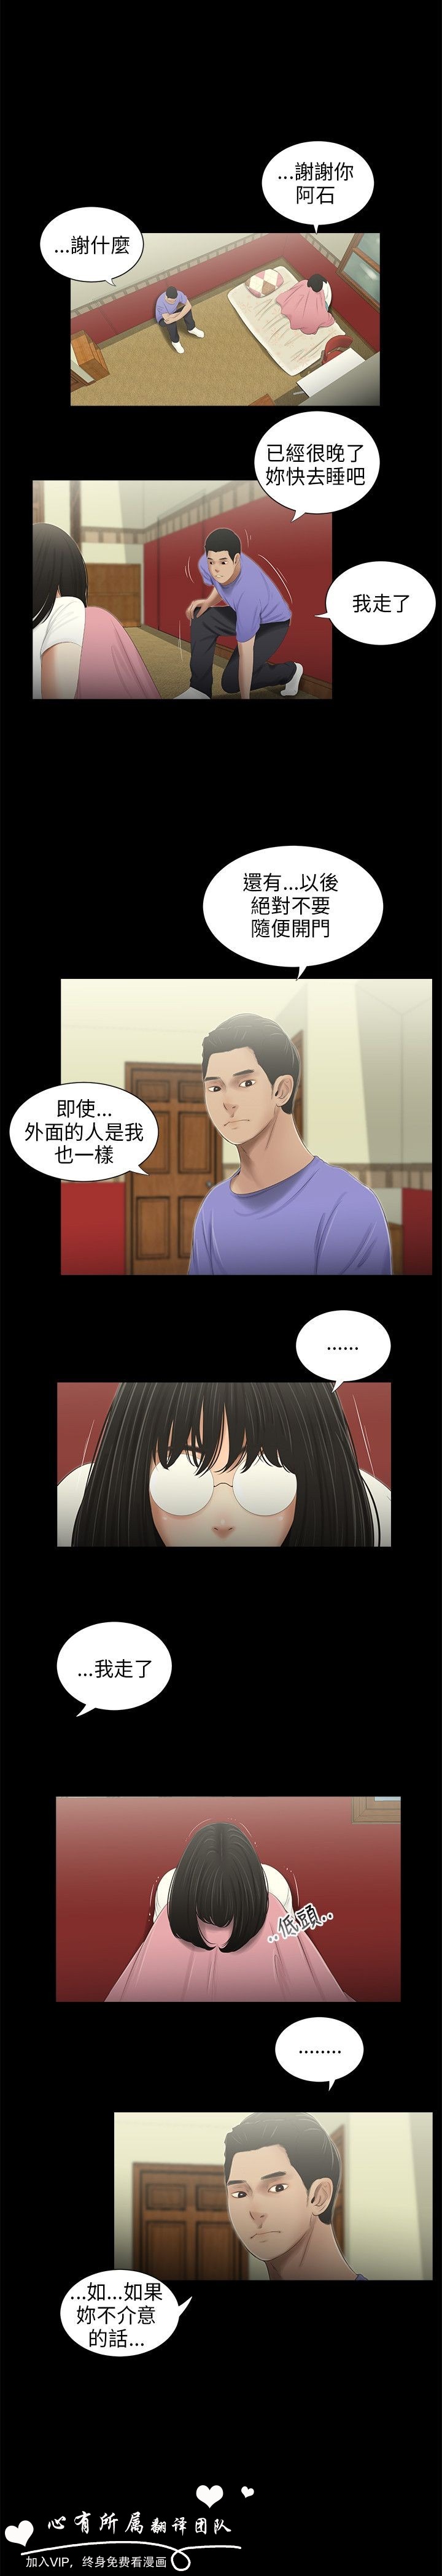 ...謝謝你
阿石
...謝什麼
已經很晚了
妳快去睡吧
我走了
還有...以後
絕對不要
隨便開門
即使...
外面的人是我
也一樣
......
...我走了
..低頭..
........
...如...如果
妳不介意
的話...
心有所属翻译团队
加入VIP，终身免费看漫画